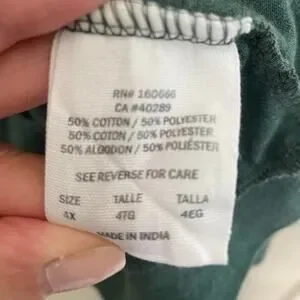 RN# 160666
CA #40289
50% COTTON / 50% POLYESTER
50% COTON / 50% POLYESTER
50% ALGODON / 50% POLIÉSTER
SEE REVERSE FOR CARE
SIZE TALLE TALLA
4X 4TG 4EG
MADE IN INDIA